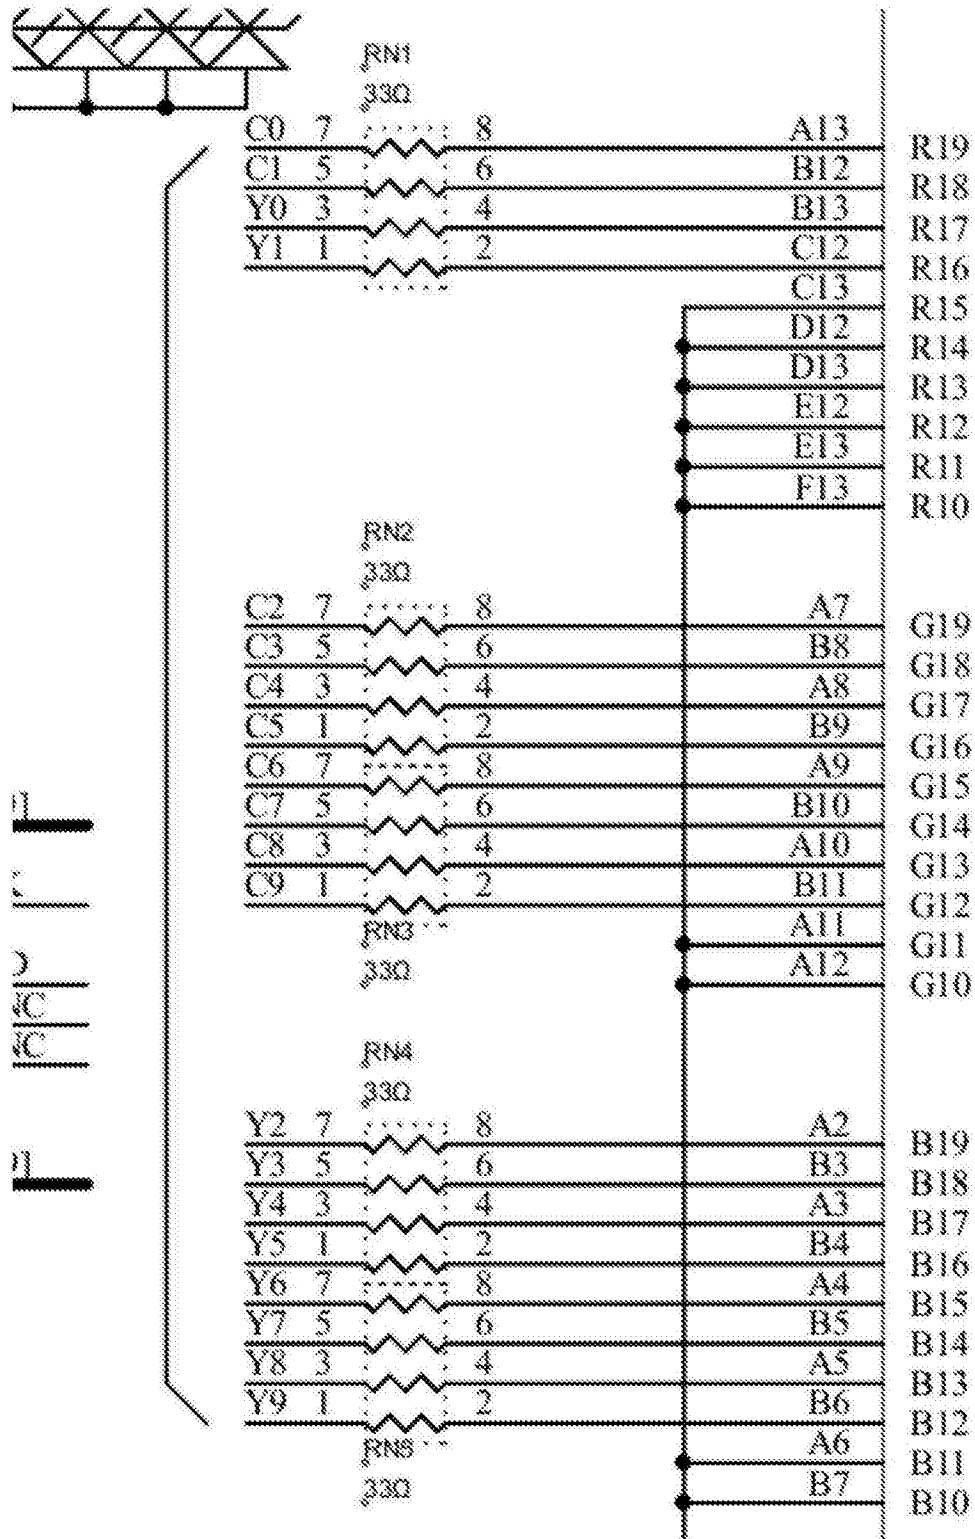 RN1
33Ω
C0 7 8 A13 R19
C1 5 6 B12 R18
Y0 3 4 B13 R17
Y1 1 2 C12 R16
C13 R15
D12 R14
D13 R13
E12 R12
E13 R11
F13 R10
RN2
33Ω
C2 7 8 A7 G19
C3 5 6 B8 G18
C4 3 4 A8 G17
C5 1 2 B9 G16
C6 7 8 A9 G15
C7 5 6 B10 G14
C8 3 4 A10 G13
C9 1 2 B11 G12
RN3 A11 G11
33Ω A12 G10
NC
NC
RN4
33Ω
Y2 7 8 A2 B19
Y3 5 6 B3 B18
Y4 3 4 A3 B17
Y5 1 2 B4 B16
Y6 7 8 A4 B15
Y7 5 6 B5 B14
Y8 3 4 A5 B13
Y9 1 2 B6 B12
RN5 A6 B11
33Ω B7 B10